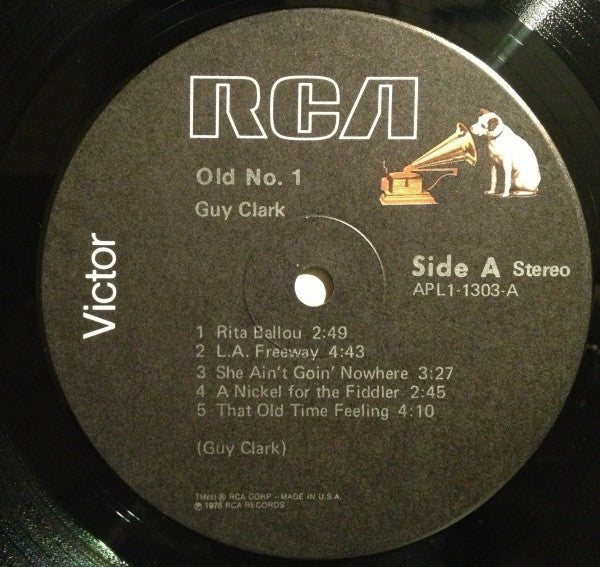 RCA
Old No. 1
Guy Clark
Victor
Side A Stereo
APL1-1303-A
1 Rita Ballou 2:49
2 L.A. Freeway 4:43
3 She Ain't Goin' Nowhere 3:27
4 A Nickel for the Fiddler 2:45
5 That Old Time Feeling 4:10
(Guy Clark)
TM(s) ® RCA CORP – MADE IN U.S.A.
℗ 1975 RCA RECORDS